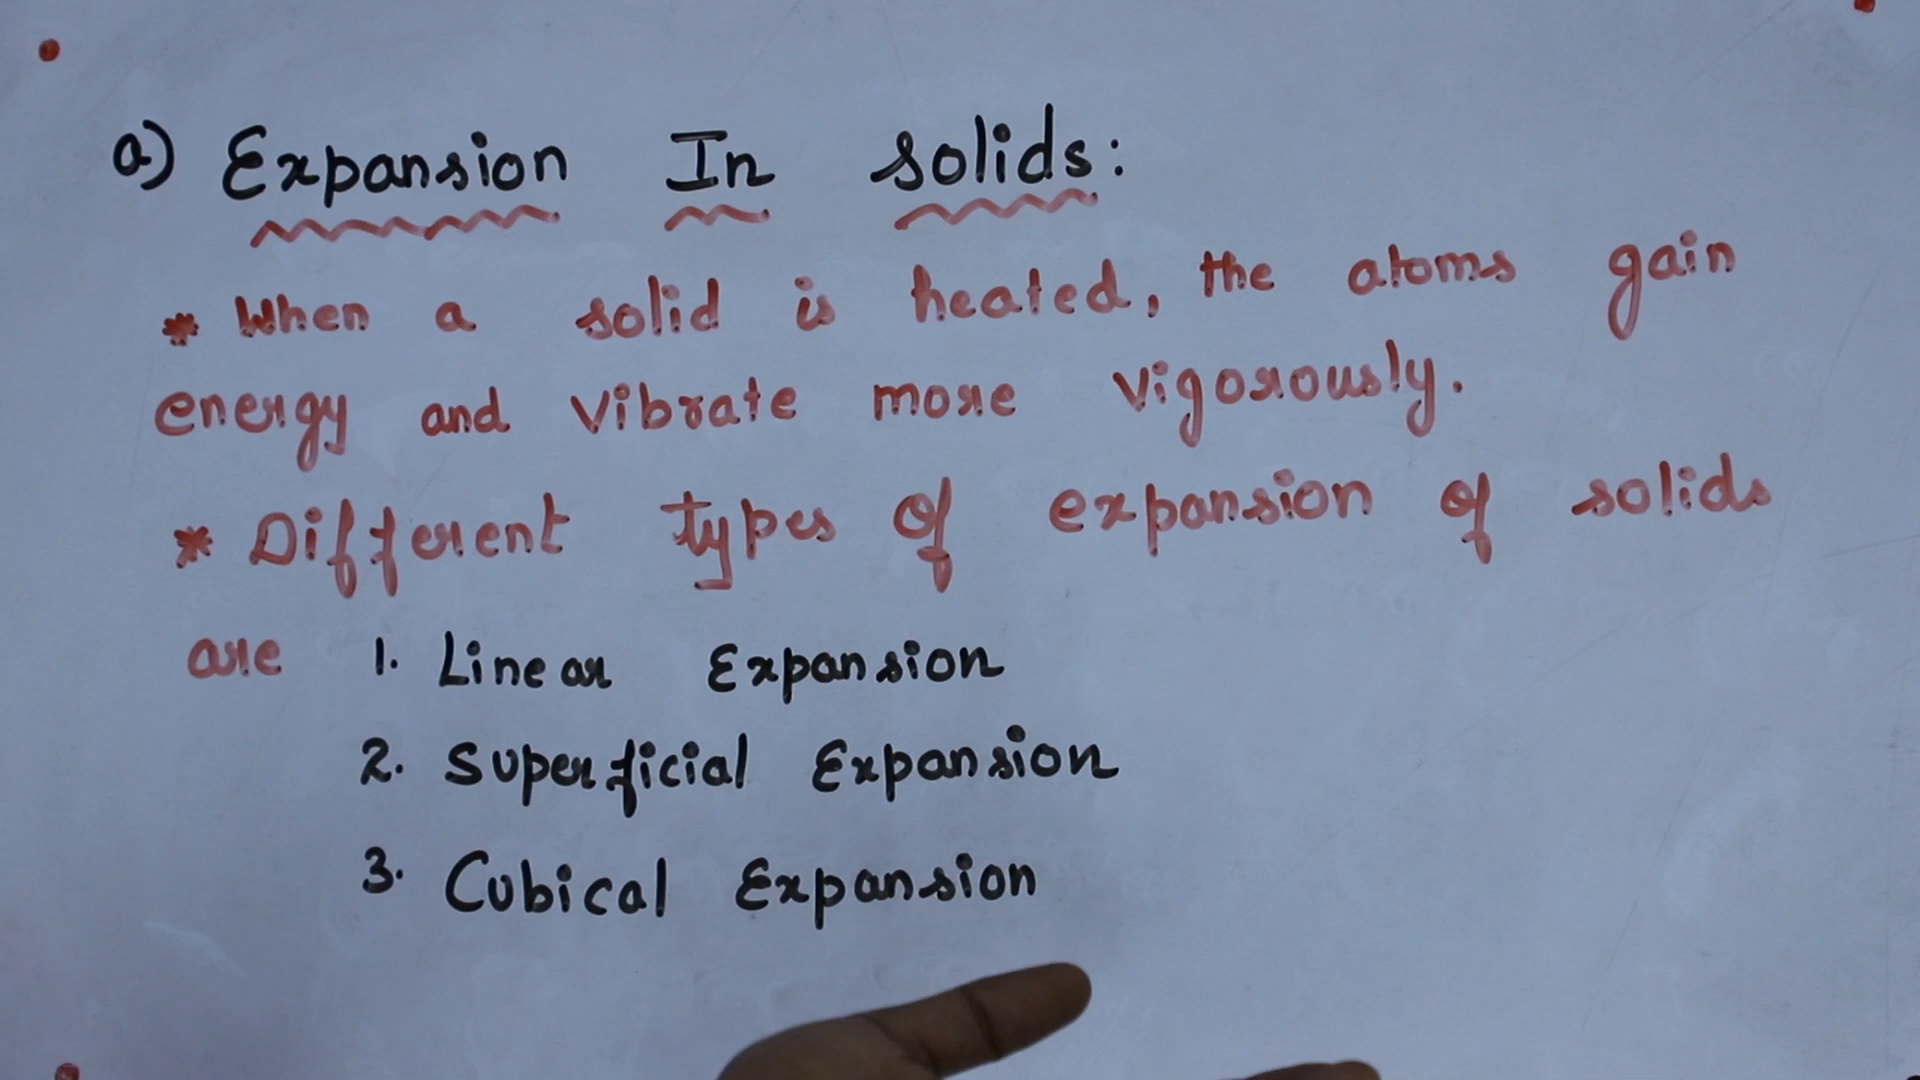 a) Expansion In solids:
* When a solid is heated, the atoms gain
energy and vibrate more vigorously.
* Different types of expansion of solids
are 1. Linear Expansion
2. Superficial Expansion
3. Cubical Expansion